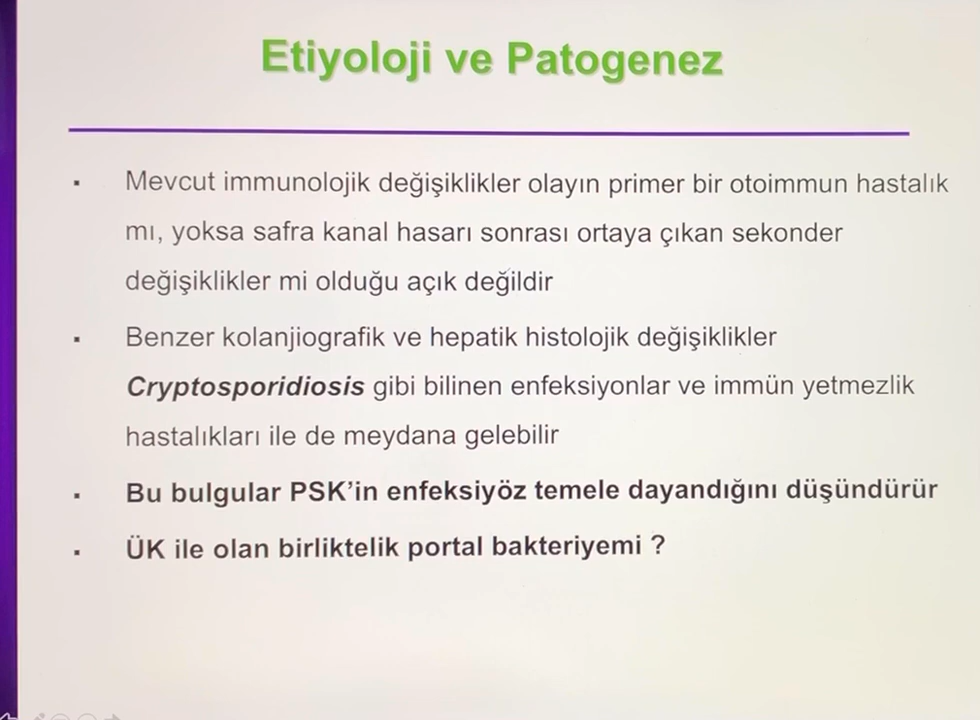 Etiyoloji ve Patogenez
▪ Mevcut immunolojik değişiklikler olayın primer bir otoimmun hastalık
mı, yoksa safra kanal hasarı sonrası ortaya çıkan sekonder
değişiklikler mi olduğu açık değildir
▪ Benzer kolanjiografik ve hepatik histolojik değişiklikler
Cryptosporidiosis gibi bilinen enfeksiyonlar ve immün yetmezlik
hastalıkları ile de meydana gelebilir
▪ Bu bulgular PSK’in enfeksiyöz temele dayandığını düşündürür
▪ ÜK ile olan birliktelik portal bakteriyemi ?